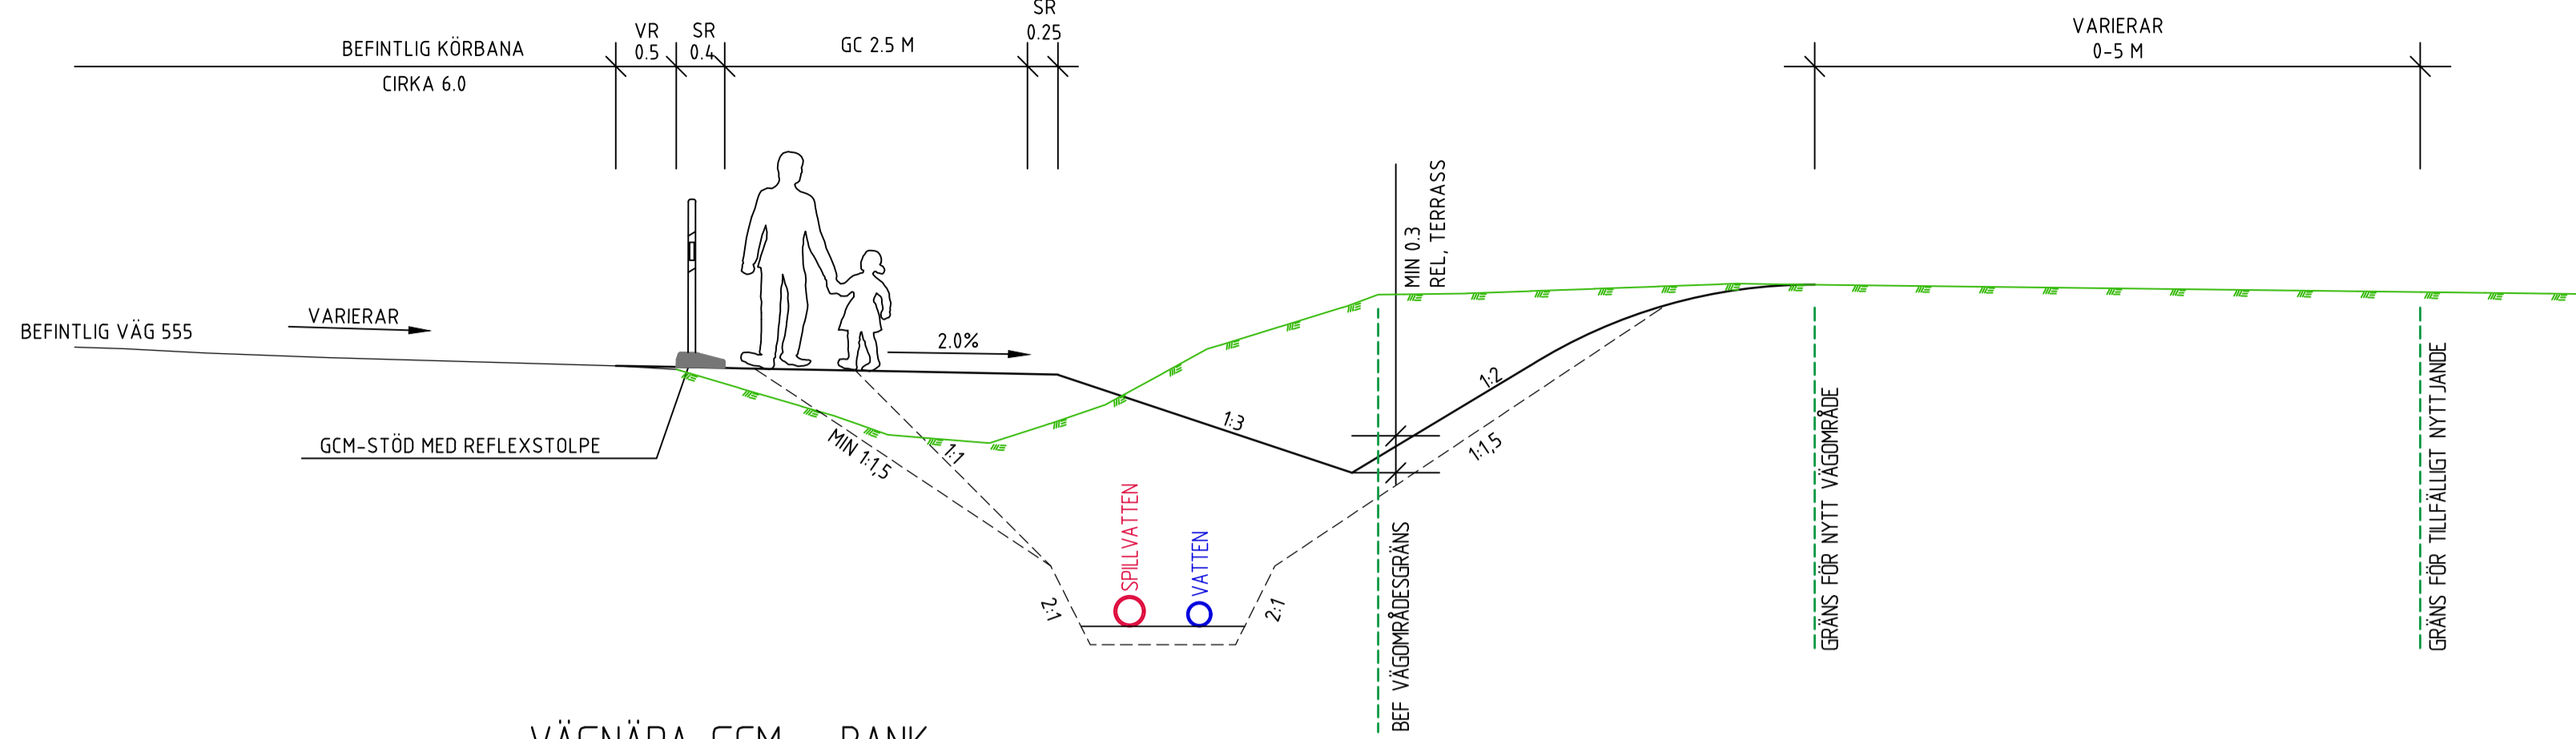 BEFINTLIG KÖRBANA
CIRKA 6.0
VR
0.5
SR
0.4
GC 2.5 M
SR
0.25
VARIERAR
0-5 M
BEFINTLIG VÄG 555
VARIERAR
2.0%
GCM-STÖD MED REFLEXSTOLPE
MIN 1:1,5
1:1
1:3
MIN 0.3
REL, TERRASS
1:2
1:1,5
2:1
SPILLVATTEN
VATTEN
2:1
BEF VÄGOMRÅDESGRÄNS
GRÄNS FÖR NYTT VÄGOMRÅDE
GRÄNS FÖR TILLFÄLLIGT NYTTJANDE
VÄGNÄRA GCM - BANK